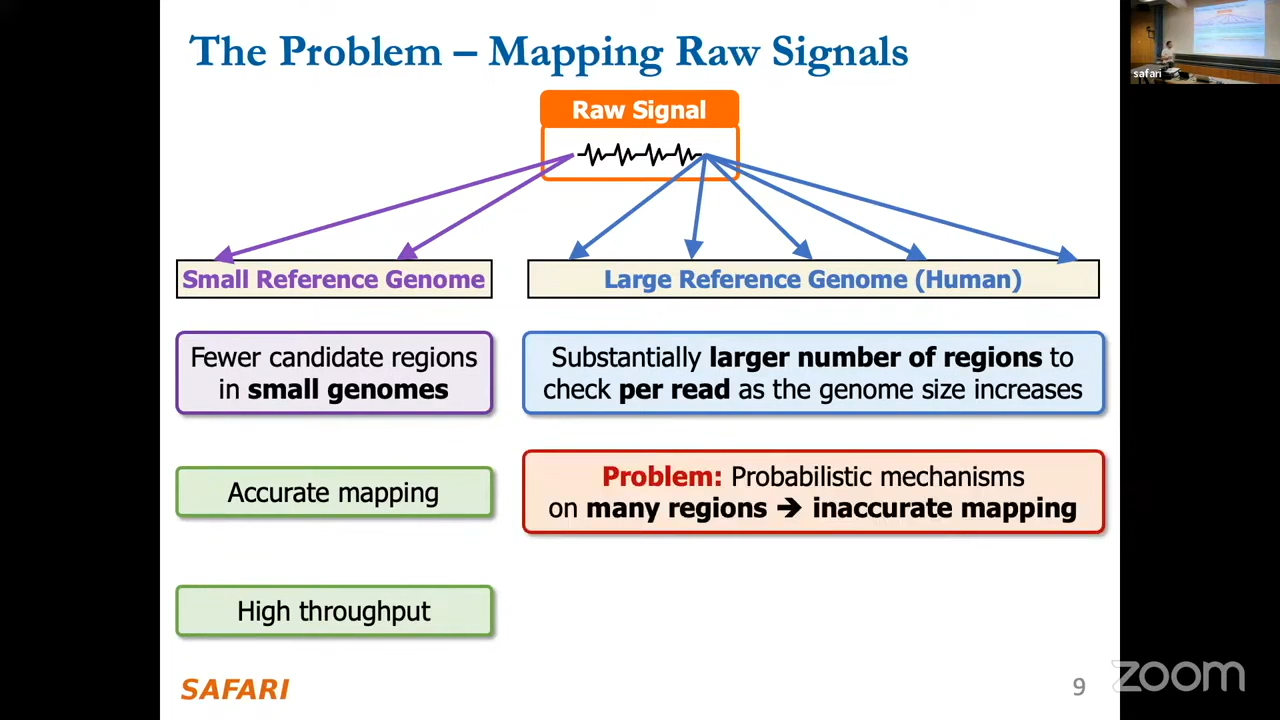 The Problem – Mapping Raw Signals
safari
Raw Signal
Small Reference Genome
Large Reference Genome (Human)
Fewer candidate regions
in small genomes
Substantially larger number of regions to
check per read as the genome size increases
Accurate mapping
Problem: Probabilistic mechanisms
on many regions ➔ inaccurate mapping
High throughput
SAFARI
9
zoom